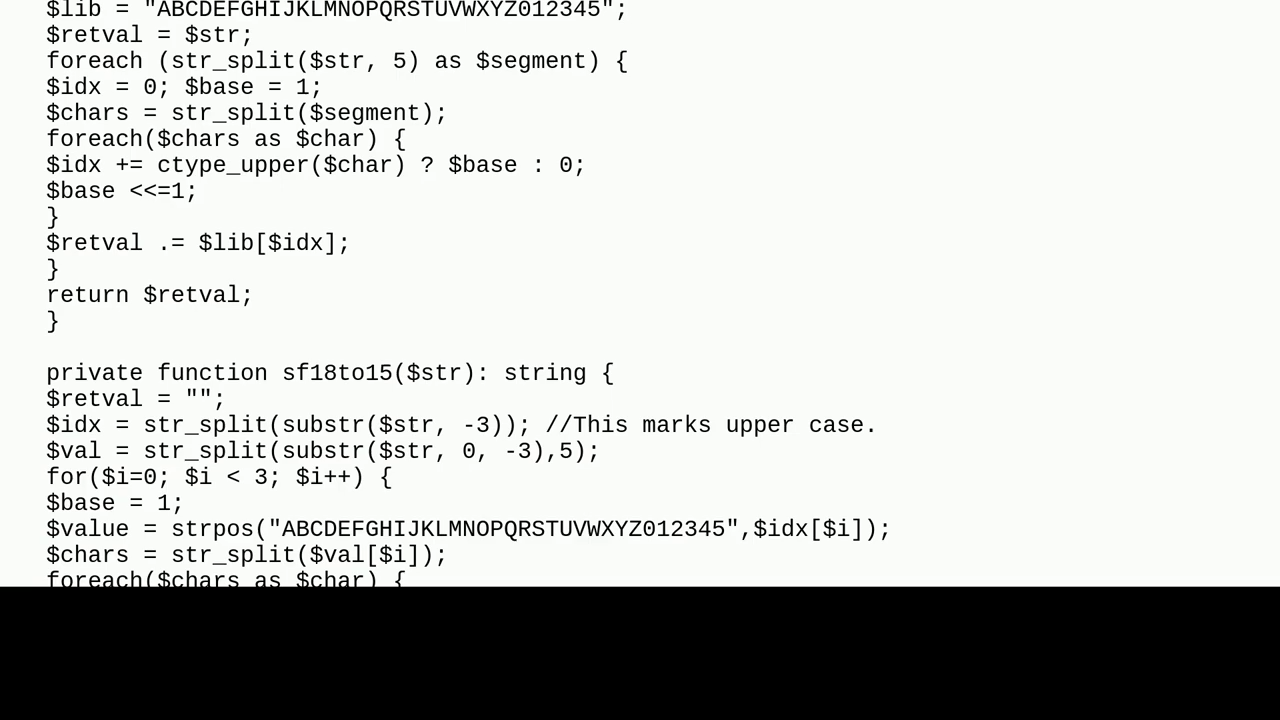 $lib = "ABCDEFGHIJKLMNOPQRSTUVWXYZ012345";
$retval = $str;
foreach (str_split($str, 5) as $segment) {
$idx = 0; $base = 1;
$chars = str_split($segment);
foreach($chars as $char) {
$idx += ctype_upper($char) ? $base : 0;
$base <<=1;
}
$retval .= $lib[$idx];
}
return $retval;
}
private function sf18to15($str): string {
$retval = "";
$idx = str_split(substr($str, -3)); //This marks upper case.
$val = str_split(substr($str, 0, -3),5);
for($i=0; $i < 3; $i++) {
$base = 1;
$value = strpos("ABCDEFGHIJKLMNOPQRSTUVWXYZ012345",$idx[$i]);
$chars = str_split($val[$i]);
foreach($chars as $char) {